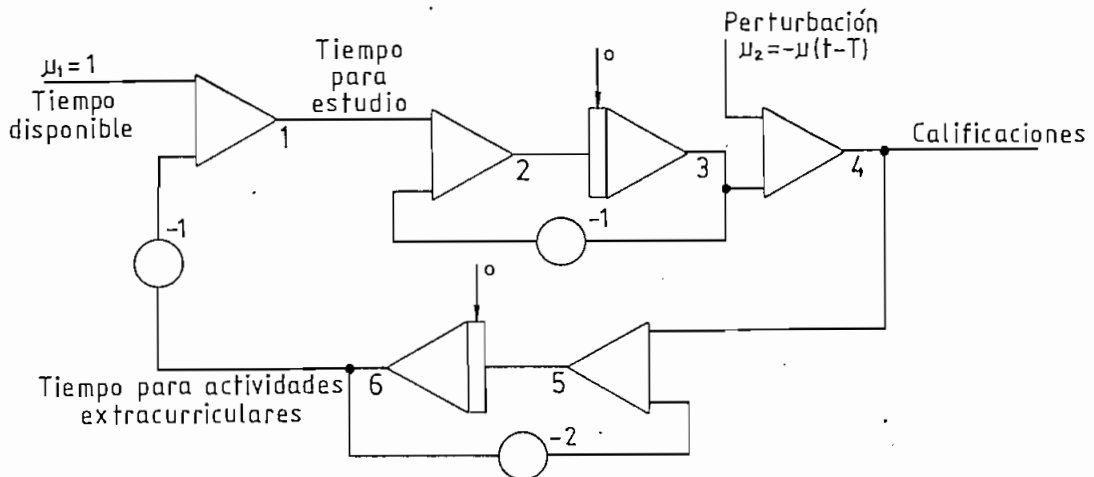 Perturbación
μ₂=-μ(t-T)
μ₁=1
Tiempo
disponible
Tiempo
para
estudio
o
1
2
3
4
Calificaciones
-1
-1
o
Tiempo para actividades
extracurriculares
6
5
-2